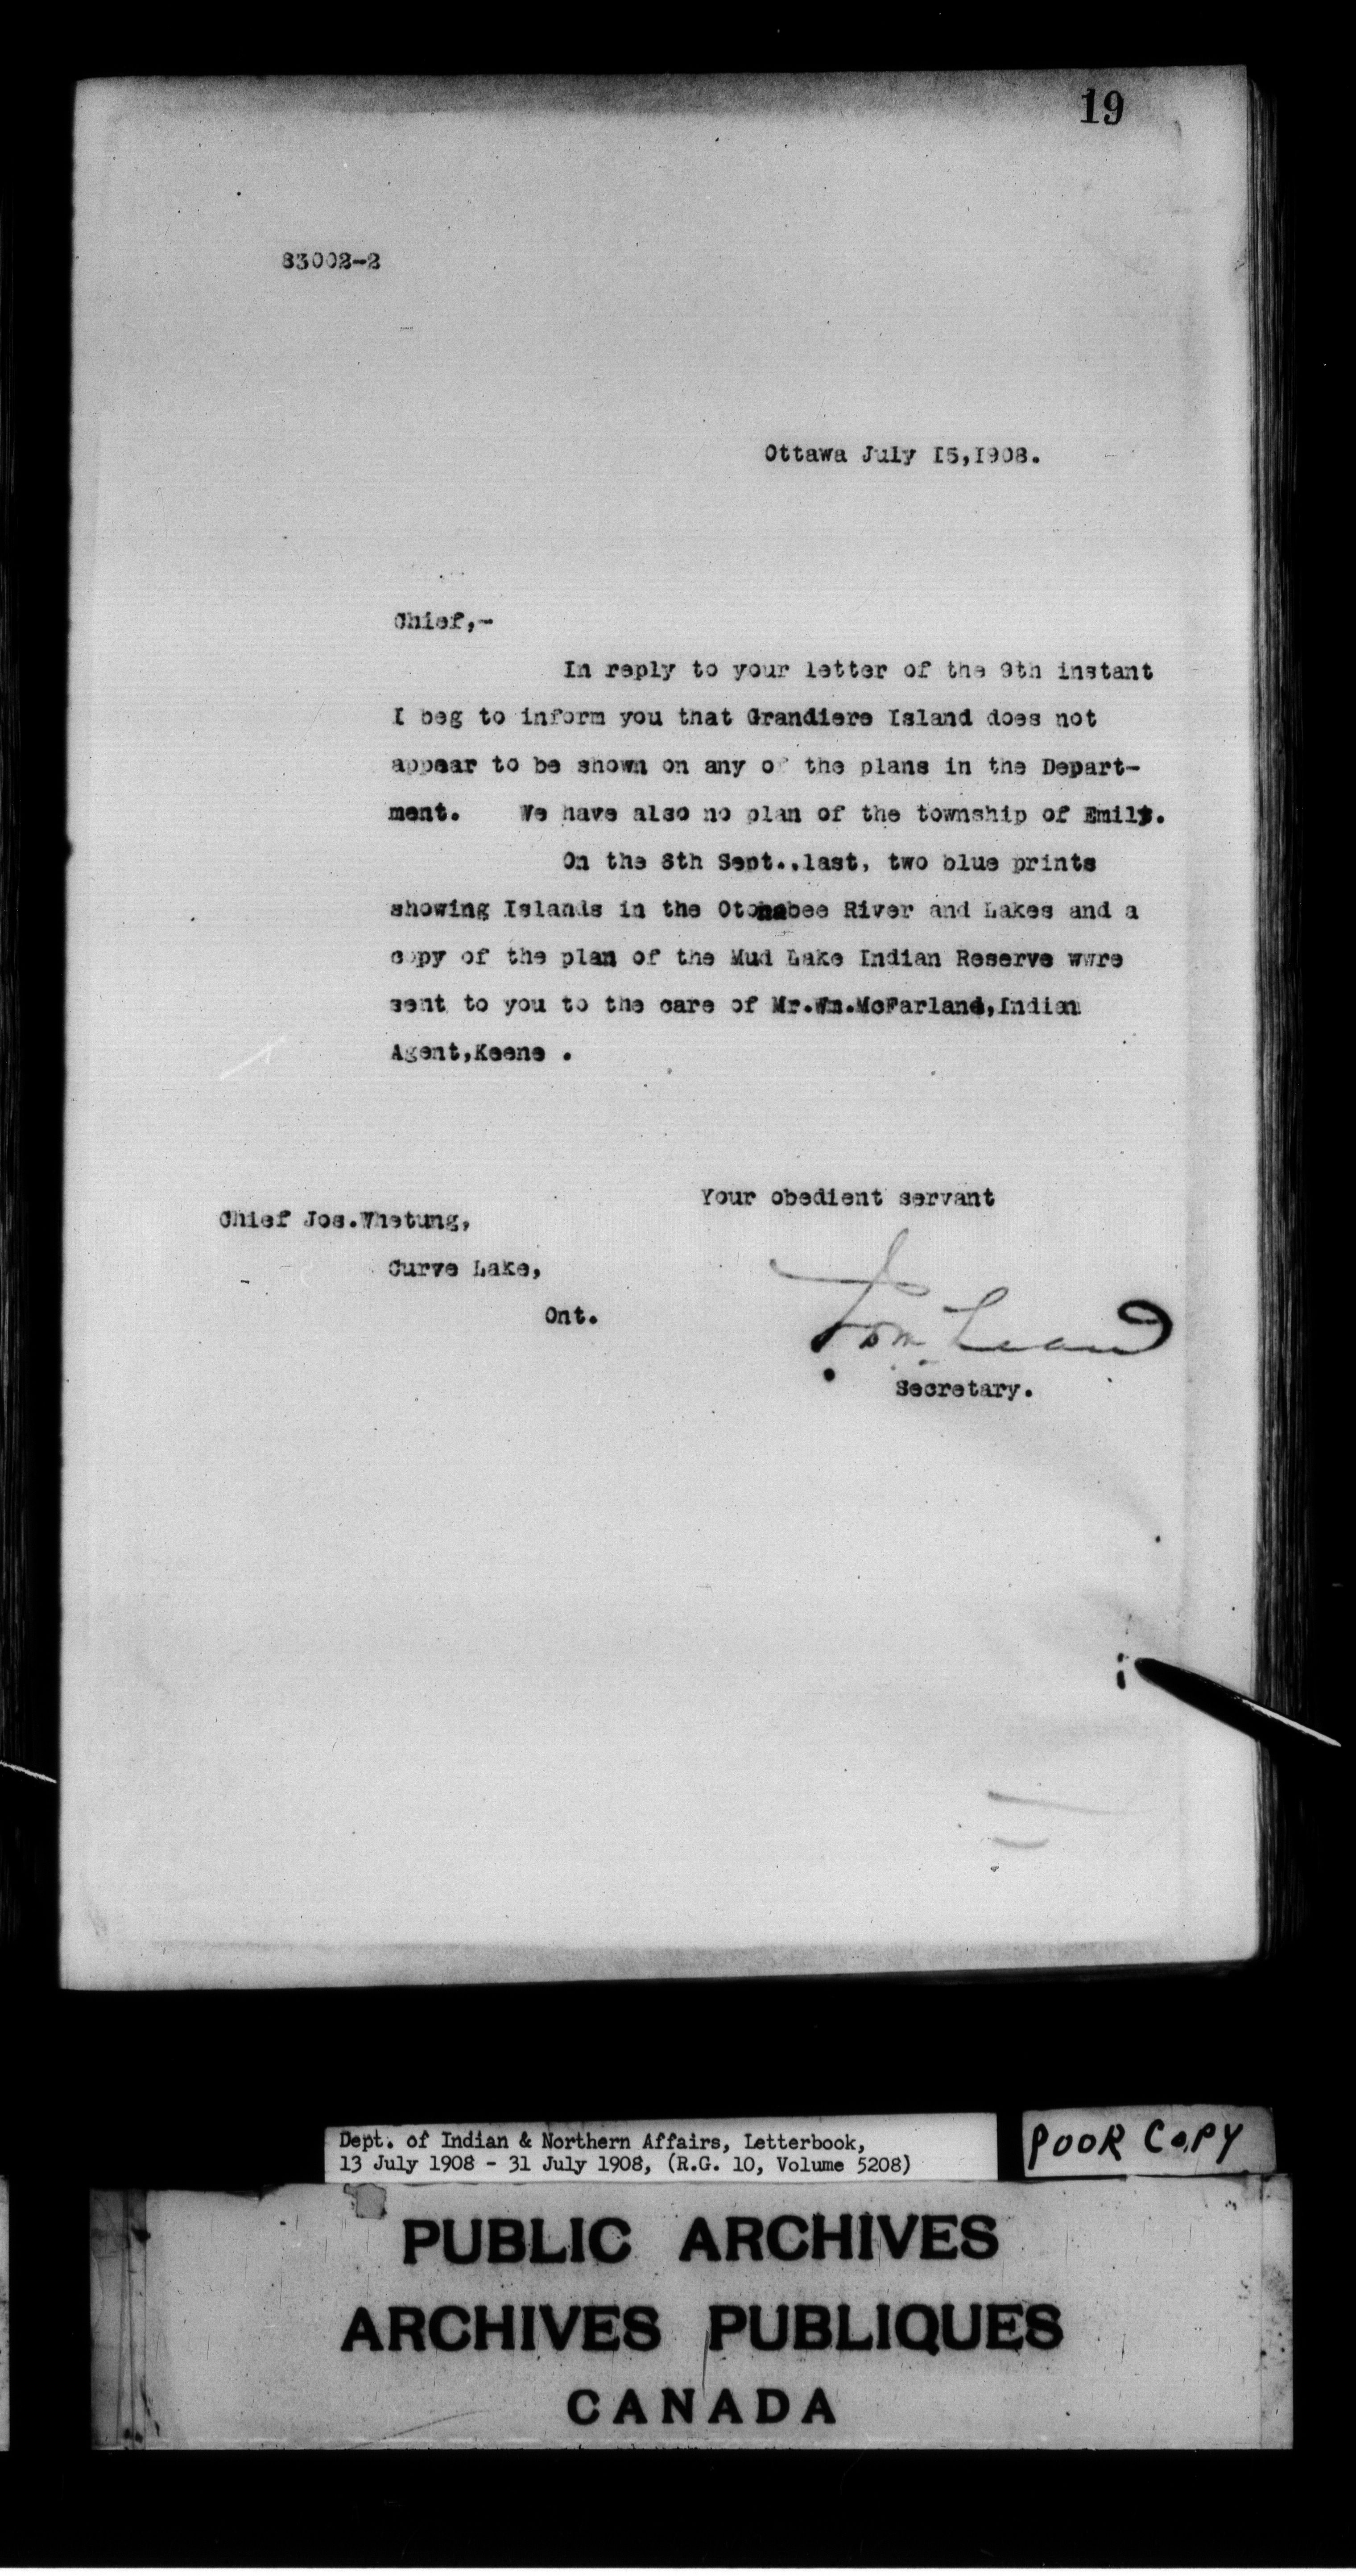 19
83002-2
Ottawa July I5,I908.
Chief,-
In reply to your letter of the 9th instant
I beg to inform you that Grandiere Island does not
appear to be shown on any of the plans in the Depart-
ment. We have also no plan of the township of Emily.
On the 8th Sept.,last, two blue prints
showing Islands in the Otonabee River and Lakes and a
copy of the plan of the Mud Lake Indian Reserve wwre
sent to you to the care of Mr.Wm.McFarland,Indian
Agent,Keene .
Your obedient servant
Chief Jos.Whetung,
Curve Lake,
Ont.
Secretary.
Dept. of Indian & Northern Affairs, Letterbook,
13 July 1908 - 31 July 1908, (R.G. 10, Volume 5208)
POOR COPY
PUBLIC ARCHIVES
ARCHIVES PUBLIQUES
CANADA